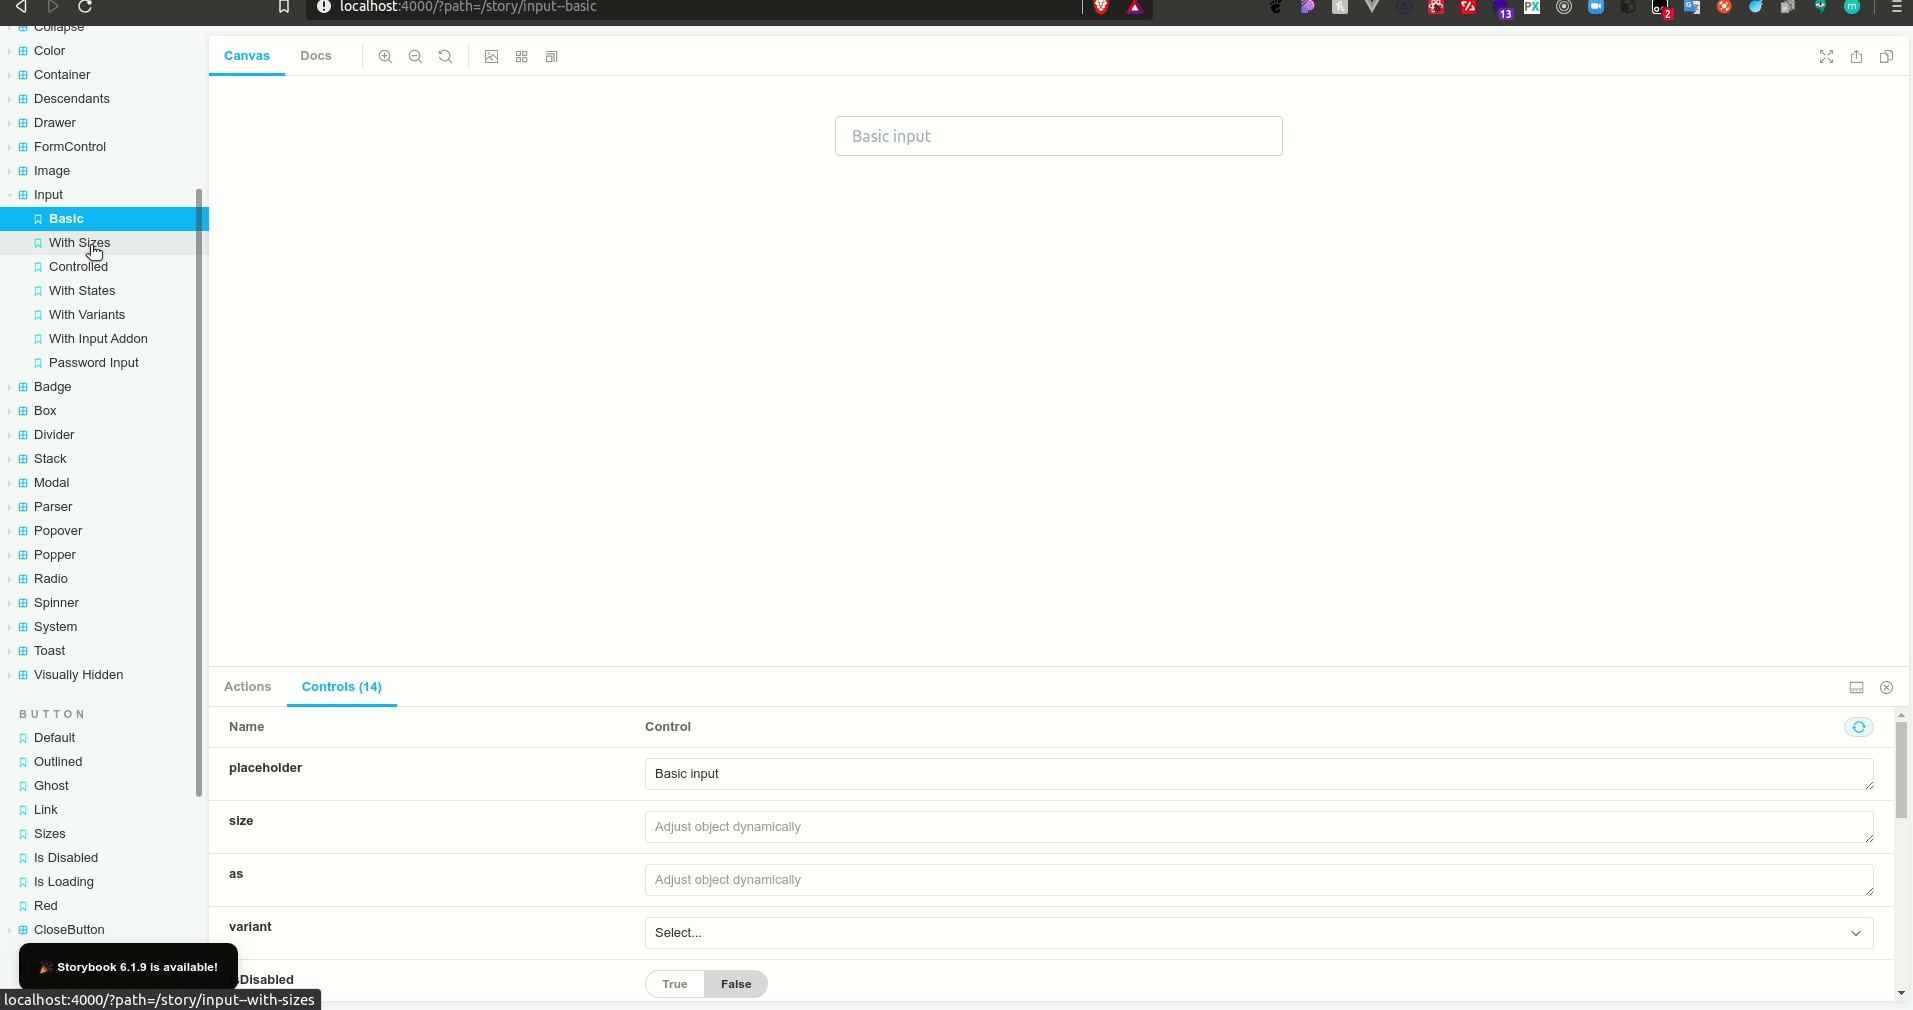 localhost:4000/?path=/story/input--basic
13
PX
2
m
Collapse
Color
Container
Descendants
Drawer
FormControl
Image
Input
Basic
With Sizes
Controlled
With States
With Variants
With Input Addon
Password Input
Badge
Box
Divider
Stack
Modal
Parser
Popover
Popper
Radio
Spinner
System
Toast
Visually Hidden
BUTTON
Default
Outlined
Ghost
Link
Sizes
Is Disabled
Is Loading
Red
CloseButton
Storybook 6.1.9 is available!
localhost:4000/?path=/story/input--with-sizes
Canvas Docs
Basic input
Actions Controls (14)
Name Control
placeholder Basic input
size Adjust object dynamically
as Adjust object dynamically
variant Select...
isDisabled True False